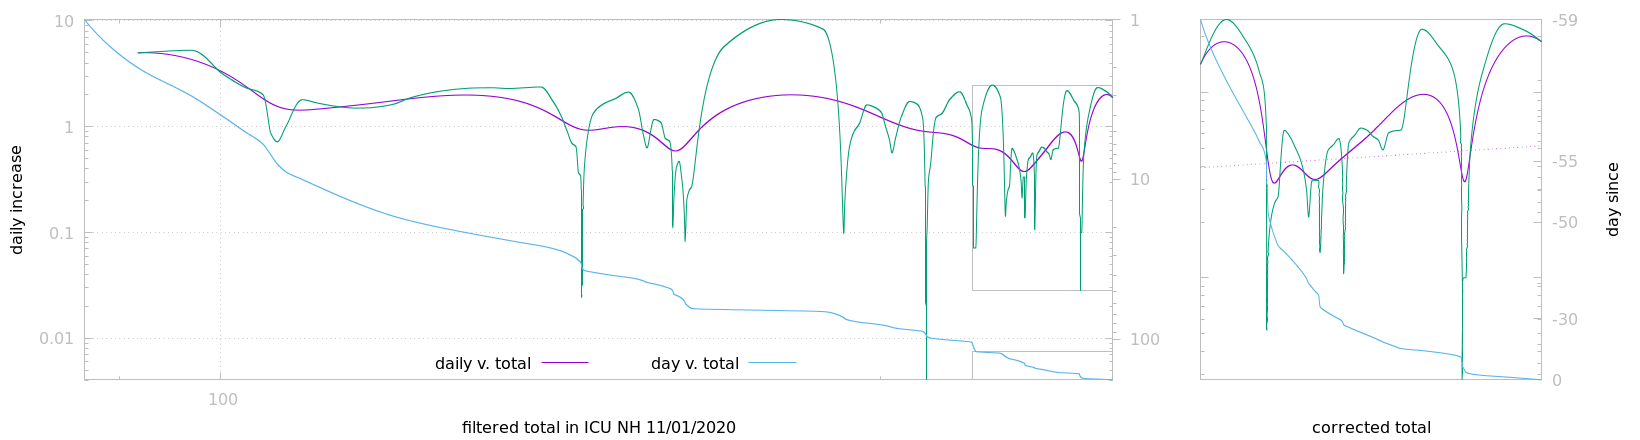 10
1
0.1
0.01
daily increase
daily v. total
day v. total
100
filtered total in ICU NH 11/01/2020
1
10
100
-59
-55
-50
-30
0
day since
corrected total